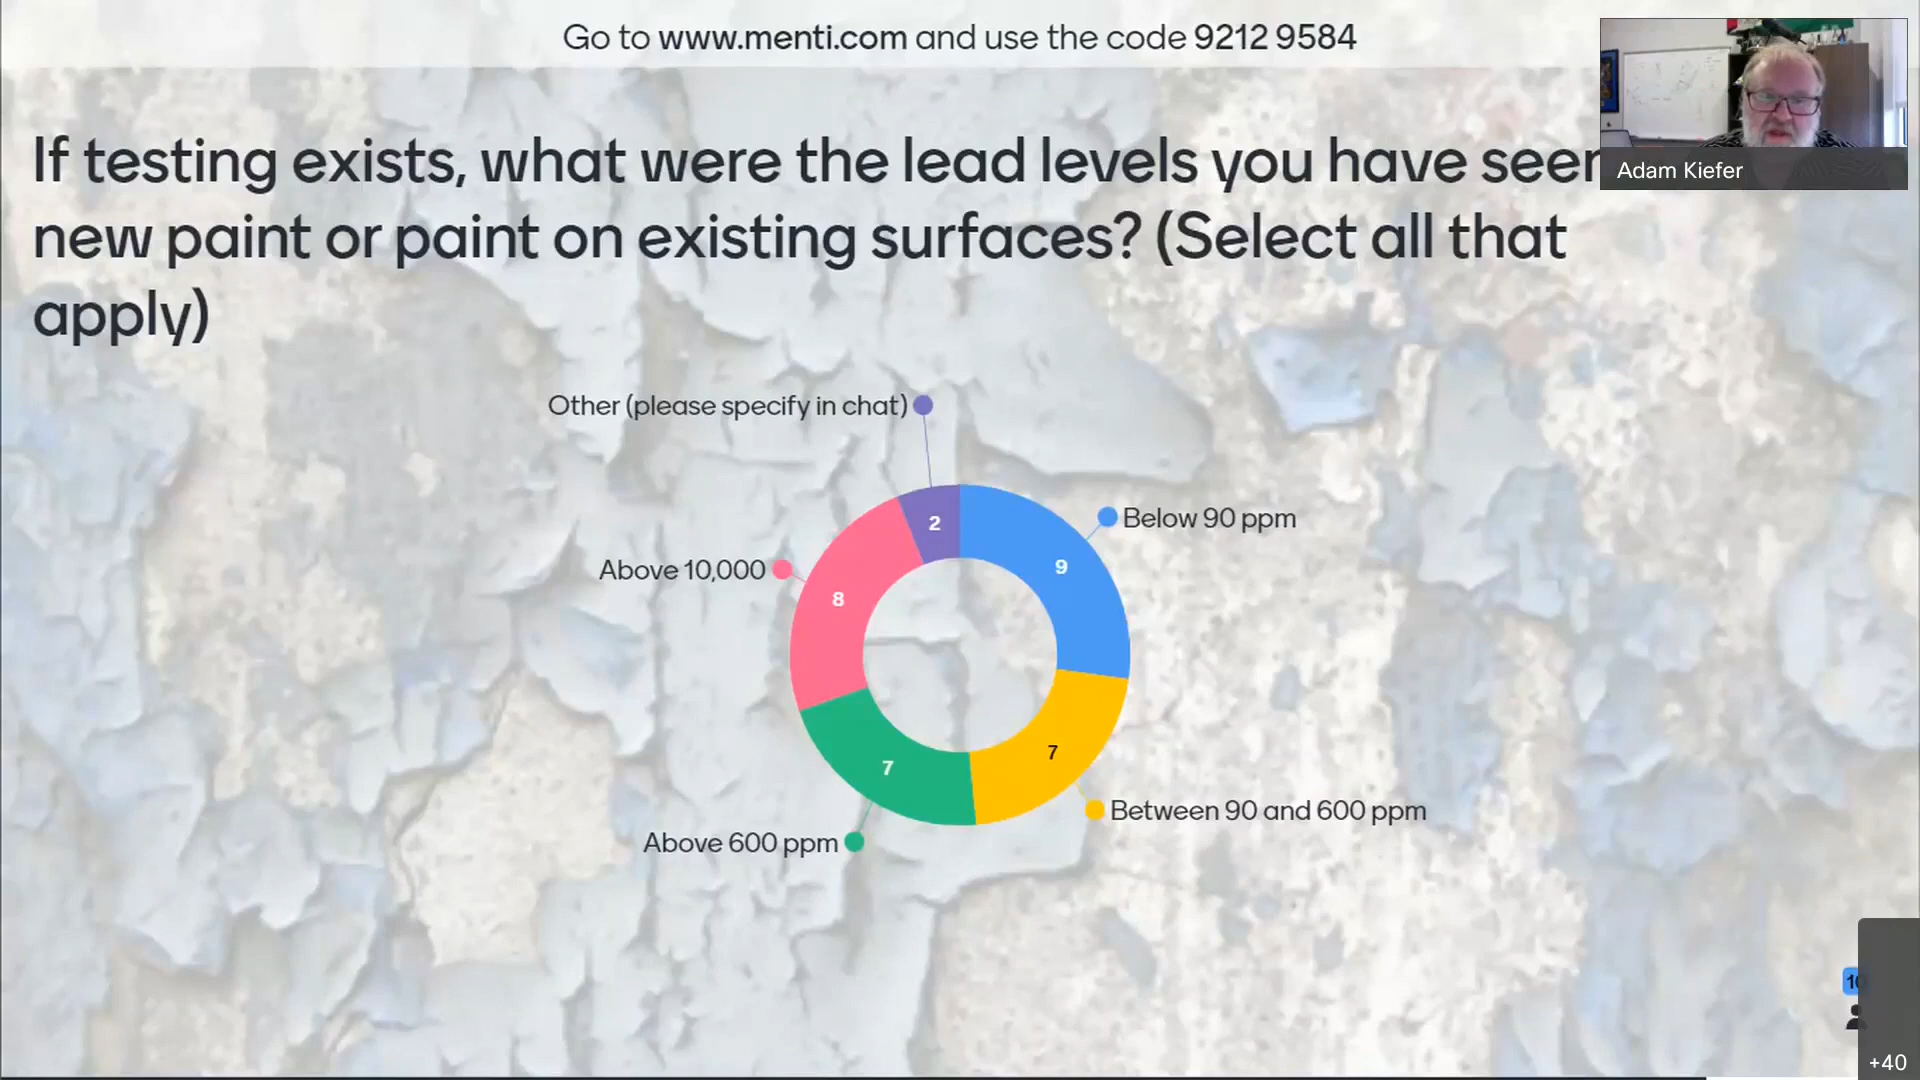 Go to www.menti.com and use the code 9212 9584
If testing exists, what were the lead levels you have seen
new paint or paint on existing surfaces? (Select all that
apply)
Adam Kiefer
Other (please specify in chat)
2
Below 90 ppm
9
Above 10,000
8
7
Between 90 and 600 ppm
7
Above 600 ppm
+40